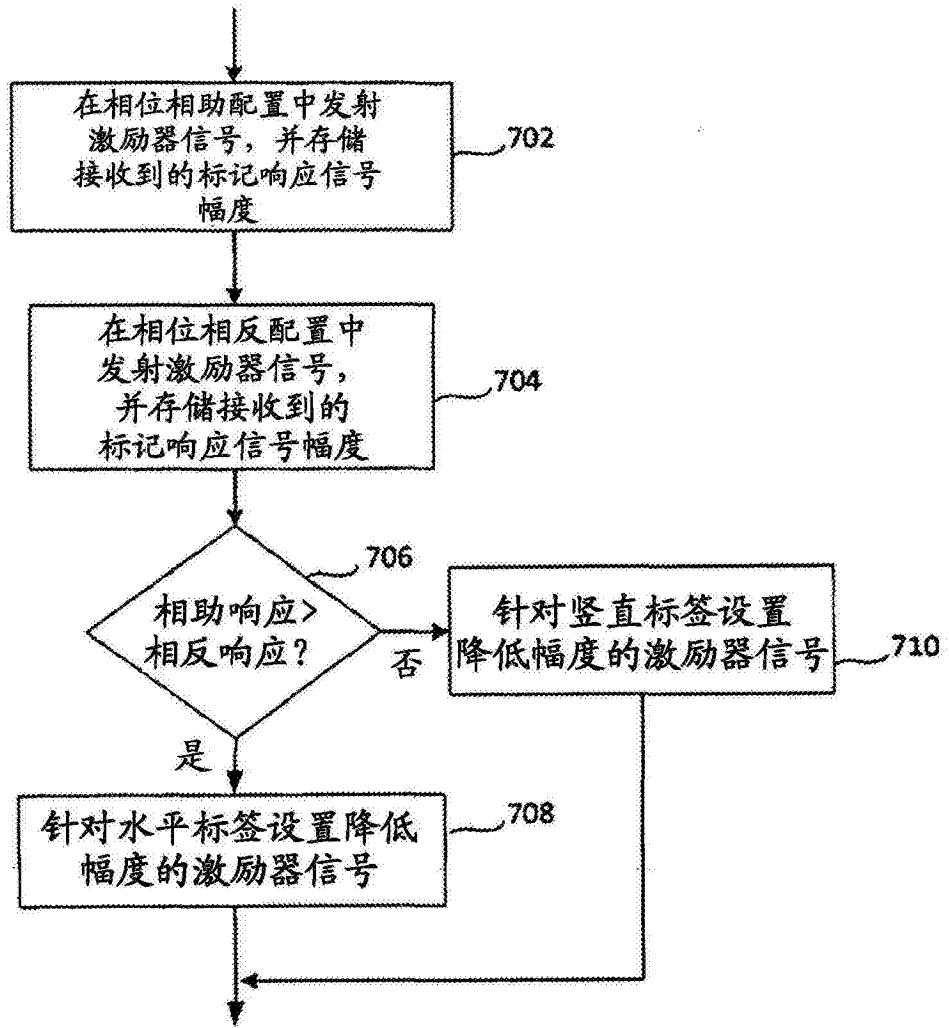 在相位相助配置中发射
激励器信号，并存储
接收到的标记响应信号
幅度
702
在相位相反配置中
发射激励器信号，
并存储接收到的
标记响应信号幅度
704
706
相助响应>
相反响应？
否
针对竖直标签设置
降低幅度的激励器信号
710
是
针对水平标签设置降低
幅度的激励器信号
708